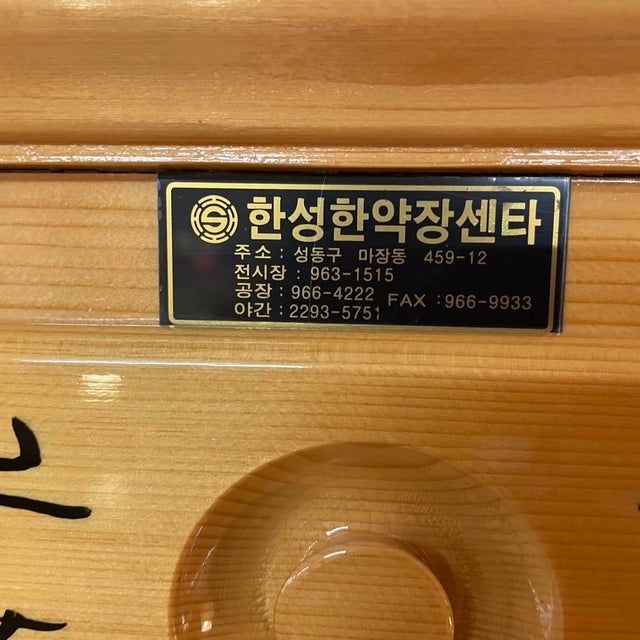 한성한약장센타
주소: 성동구 마장동 459-12
전시장: 963-1515
공장: 966-4222 FAX: 966-9933
야간: 2293-5751